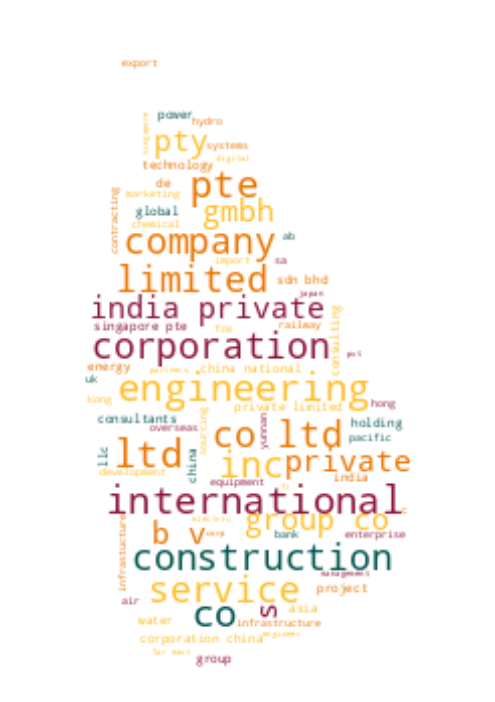 export
power
hydro
singapore
pty
systems
digital
technology
de
marketing
pte
contracting
global
gmbh
chemical
company
ab
import
sa
limited
sdn bhd
japan
india private
singapore pte
fze
railway
consulting
corporation
energy
partners
china national
uk
engineering
kong
private limited
hong
consultants
overseas
sourcing
co ltd
yunnan
holding
pacific
ltd
llc
china
inc
private
development
equipment
india
international
infrastucture
electric
group co
b v
corp
bank
enterprise
construction
management
service
project
air
co
s
asia
water
infrastructure
corporation china
engineer
far east
group